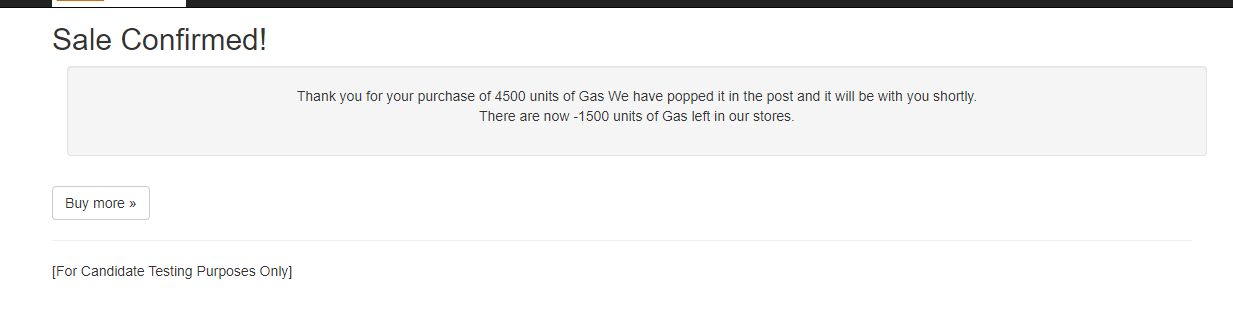 Sale Confirmed!
Thank you for your purchase of 4500 units of Gas We have popped it in the post and it will be with you shortly.
There are now -1500 units of Gas left in our stores.
Buy more »
[For Candidate Testing Purposes Only]